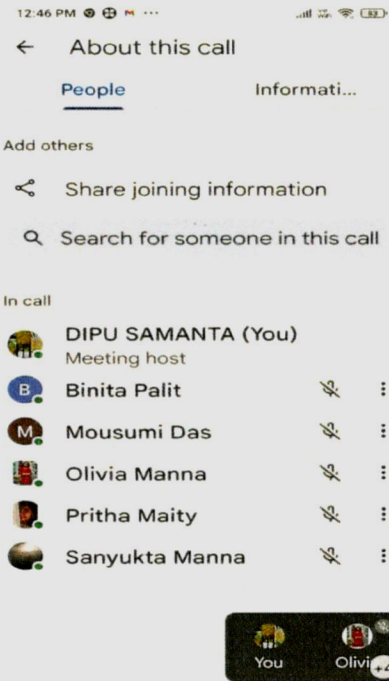 12:46 PM
About this call
People
Informati...
Add others
Share joining information
Search for someone in this call
In call
DIPU SAMANTA (You)
Meeting host
B Binita Palit
M Mousumi Das
Olivia Manna
Pritha Maity
Sanyukta Manna
You
Olivi